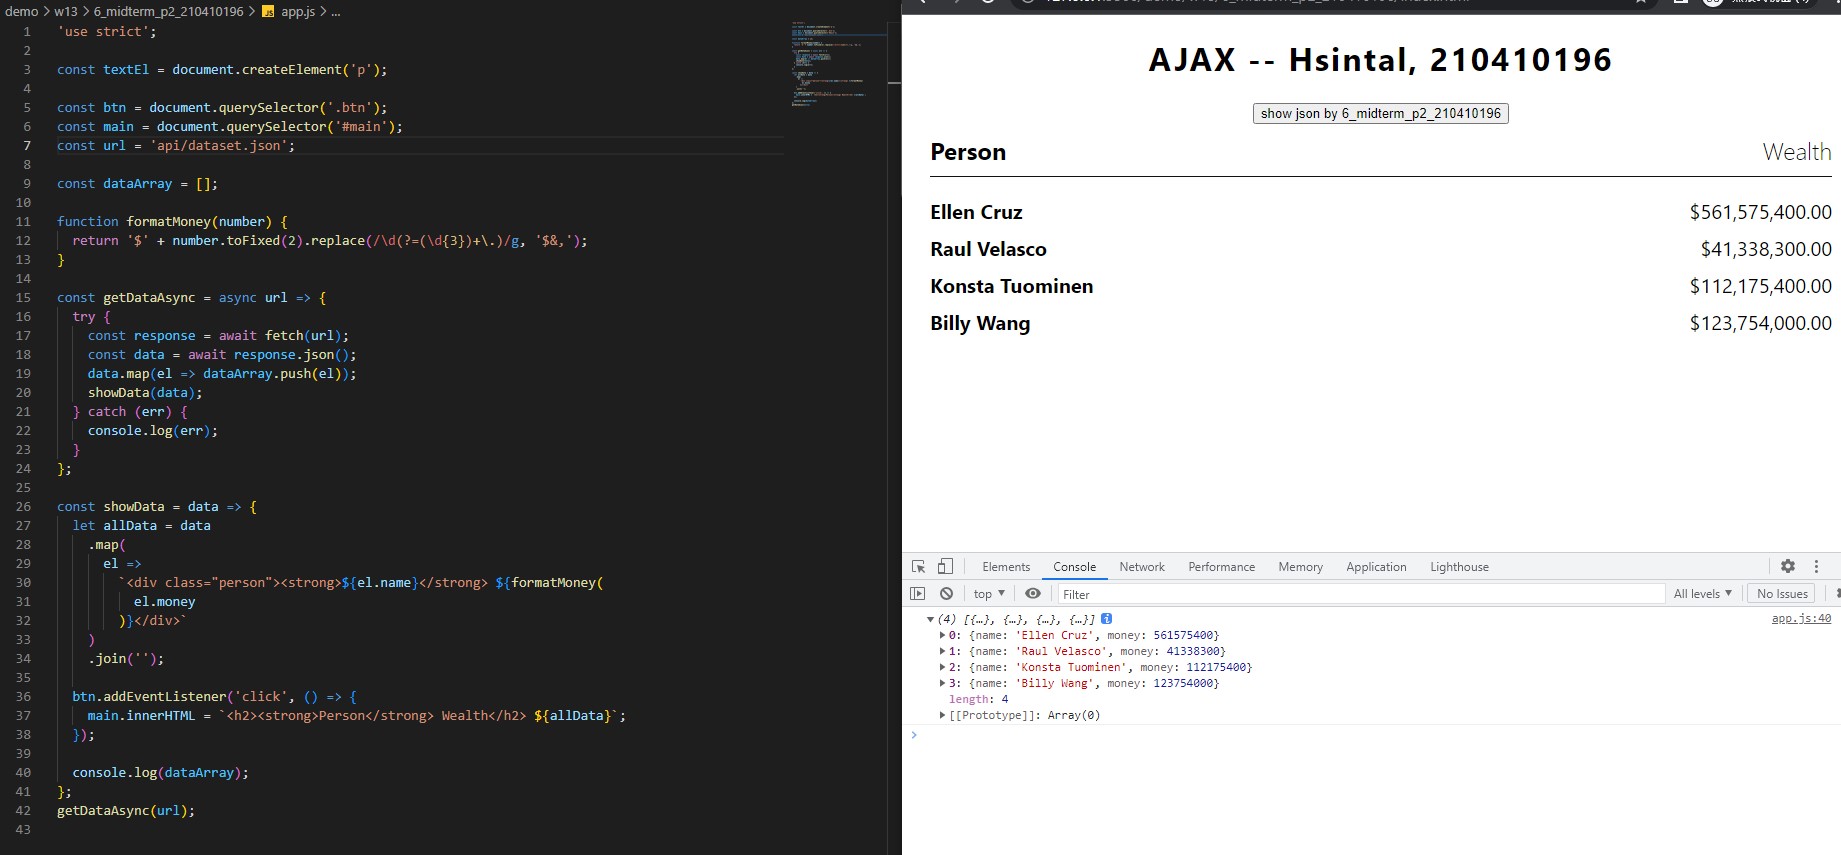 demo > w13 > 6_midterm_p2_210410196 > JS app.js > ...
1 'use strict';
2
3 const textEl = document.createElement('p');
4
5 const btn = document.querySelector('.btn');
6 const main = document.querySelector('#main');
7 const url = 'api/dataset.json';
8
9 const dataArray = [];
10
11 function formatMoney(number) {
12 return '$' + number.toFixed(2).replace(/\d(?=(\d{3})+\.)/g, '$&,');
13 }
14
15 const getDataAsync = async url => {
16 try {
17 const response = await fetch(url);
18 const data = await response.json();
19 data.map(el => dataArray.push(el));
20 showData(data);
21 } catch (err) {
22 console.log(err);
23 }
24 };
25
26 const showData = data => {
27 let allData = data
28 .map(
29 el =>
30 `<div class="person"><strong>${el.name}</strong> ${formatMoney(
31 el.money
32 )}</div>`
33 )
34 .join('');
35
36 btn.addEventListener('click', () => {
37 main.innerHTML = `<h2><strong>Person</strong> Wealth</h2> ${allData}`;
38 });
39
40 console.log(dataArray);
41 };
42 getDataAsync(url);
43
AJAX -- Hsintal, 210410196
show json by 6_midterm_p2_210410196
Person Wealth
Ellen Cruz $561,575,400.00
Raul Velasco $41,338,300.00
Konsta Tuominen $112,175,400.00
Billy Wang $123,754,000.00
Elements Console Network Performance Memory Application Lighthouse
top Filter All levels No Issues
(4) [{…}, {…}, {…}, {…}] i app.js:40
0: {name: 'Ellen Cruz', money: 561575400}
1: {name: 'Raul Velasco', money: 41338300}
2: {name: 'Konsta Tuominen', money: 112175400}
3: {name: 'Billy Wang', money: 123754000}
length: 4
[[Prototype]]: Array(0)
>